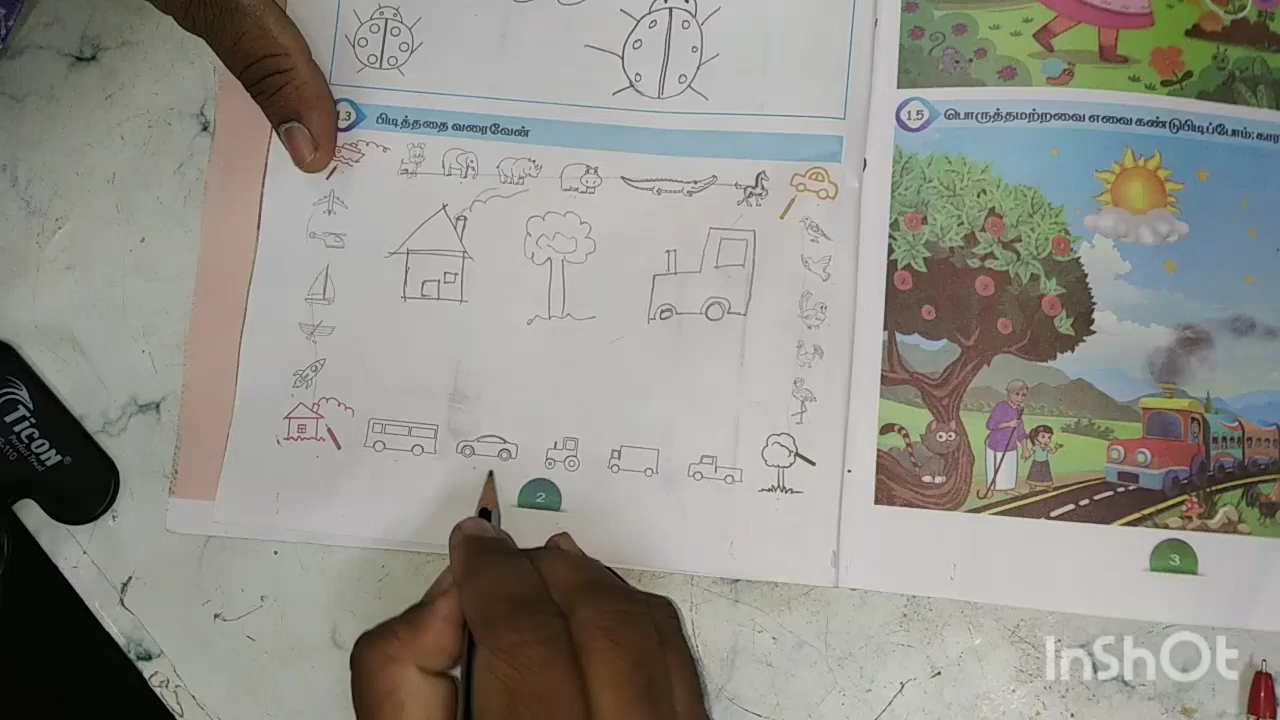 1.3 பிடித்ததை வரைவேன்
1.5 பொருத்தமற்றவை எவை கண்டுபிடிப்போம்; கார
TICON
2
3
InShOt